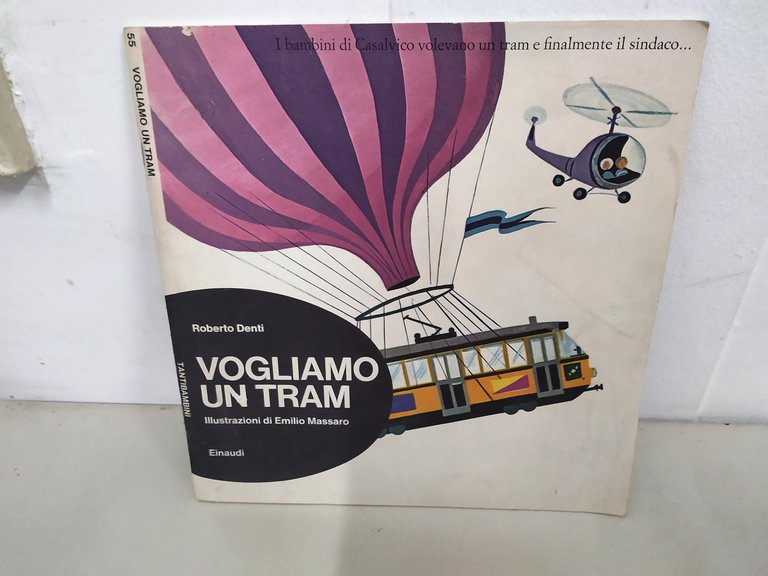 I bambini di Casalvico volevano un tram e finalmente il sindaco...
55
VOGLIAMO UN TRAM
TANTIBAMBINI
Roberto Denti
VOGLIAMO
UN TRAM
Illustrazioni di Emilio Massaro
Einaudi